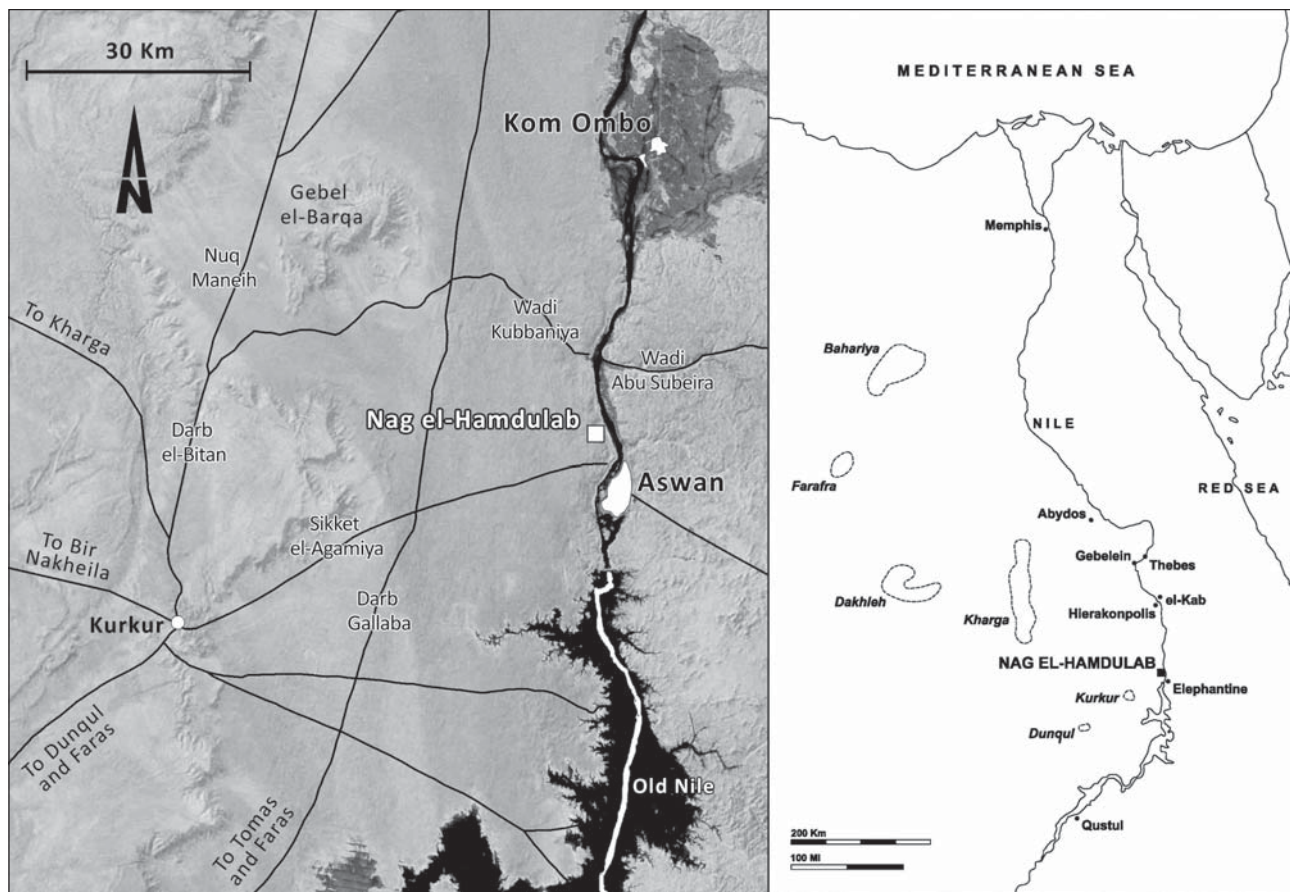 30 Km
N
Kom Ombo
Gebel
el-Barqa
Nuq
Maneih
To Kharga
Wadi
Kubbaniya
Wadi
Abu Subeira
Nag el-Hamdulab
Darb
el-Bitan
Aswan
Sikket
el-Agamiya
To Bir
Nakheila
Darb
Gallaba
Kurkur
To Dunqul
and Faras
Old Nile
To Tomas
and Faras
MEDITERRANEAN SEA
Memphis
Bahariya
NILE
Farafra
RED SEA
Abydos
Gebelein
Thebes
Dakhleh
Kharga
el-Kab
Hierakonpolis
NAG EL-HAMDULAB
Elephantine
Kurkur
Dunqul
Qustul
200 Km
100 MI